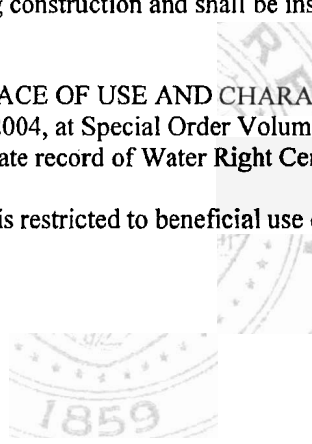 g construction and shall be ins
ACE OF USE AND CHARA
2004, at Special Order Volum
ate record of Water Right Cer
is restricted to beneficial use
1859